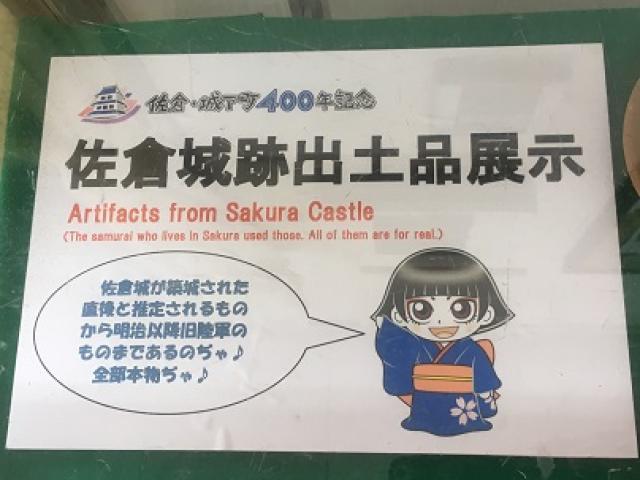 佐倉・城下町400年記念
佐倉城跡出土品展示
Artifacts from Sakura Castle
(The samurai who lives in Sakura used those. All of them are for real.)
佐倉城が築城された
直後と推定されるもの
から明治以降旧陸軍の
ものまであるのぢゃ♪
全部本物ぢゃ♪